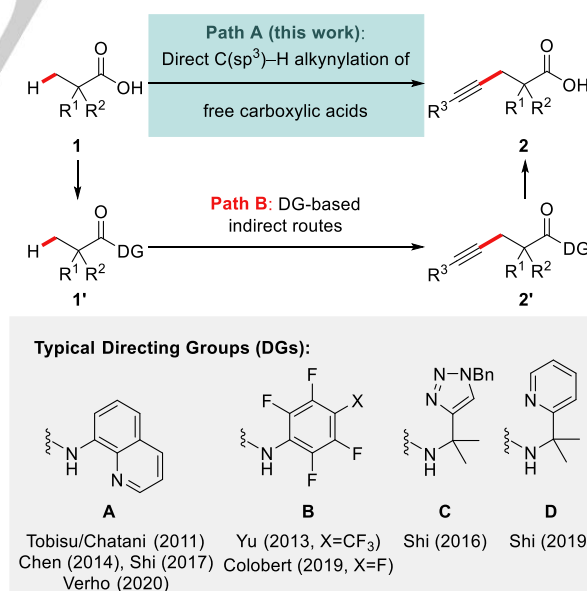 Path A (this work):
Direct C(sp³)–H alkynylation of
free carboxylic acids
H
O
OH
R¹ R²
1
O
OH
R¹ R²
R³
2
Path B: DG-based
indirect routes
H
O
DG
R¹ R²
1'
O
DG
R¹ R²
R³
2'
Typical Directing Groups (DGs):
NH
N
A
Tobisu/Chatani (2011)
Chen (2014), Shi (2017)
Verho (2020)
F
F
X
F
F
NH
B
Yu (2013, X=CF₃)
Colobert (2019, X=F)
N
N
NBn
N
H
C
Shi (2016)
N
N
H
D
Shi (2019